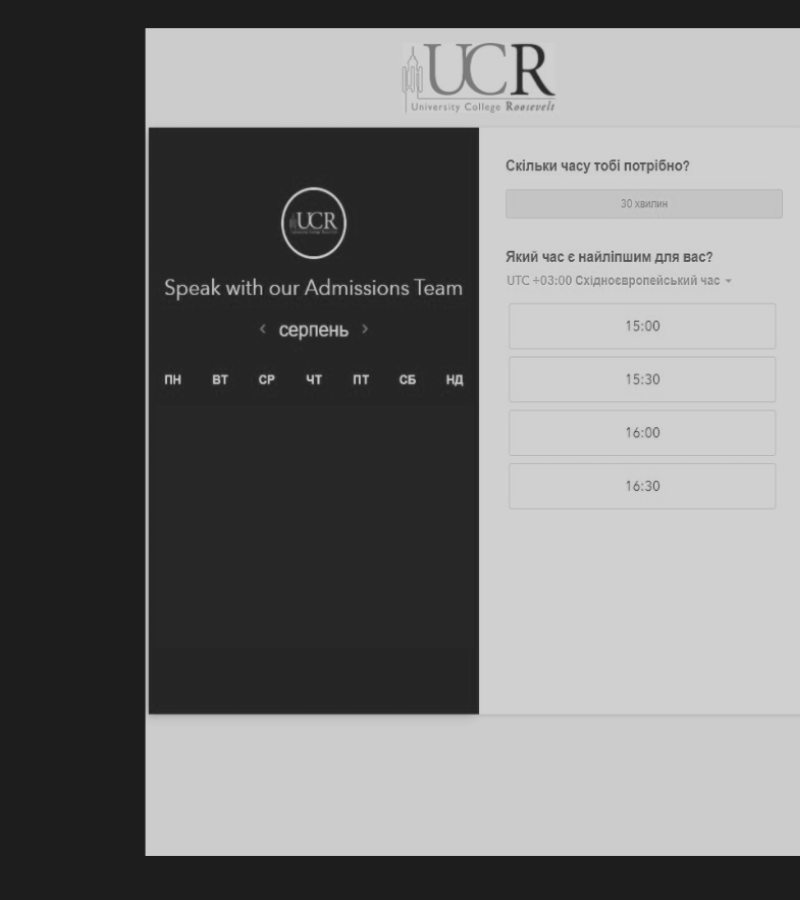 UCR
University College Roosevelt
UCR
Speak with our Admissions Team
< серпень >
ПН ВТ СР ЧТ ПТ СБ НД
Скільки часу тобі потрібно?
30 хвилин
Який час є найліпшим для вас?
UTC +03:00 Східноєвропейський час
15:00
15:30
16:00
16:30